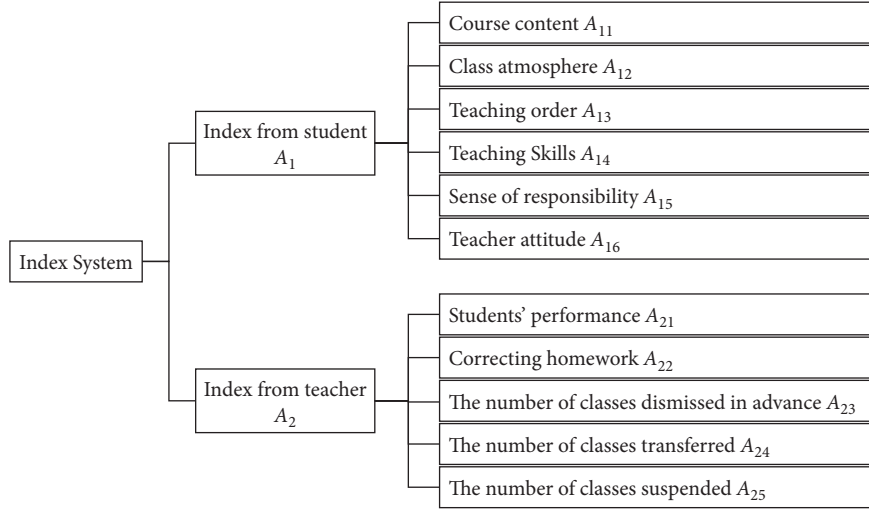 Index System
Index from student
A₁
Course content A₁₁
Class atmosphere A₁₂
Teaching order A₁₃
Teaching Skills A₁₄
Sense of responsibility A₁₅
Teacher attitude A₁₆
Index from teacher
A₂
Students' performance A₂₁
Correcting homework A₂₂
The number of classes dismissed in advance A₂₃
The number of classes transferred A₂₄
The number of classes suspended A₂₅